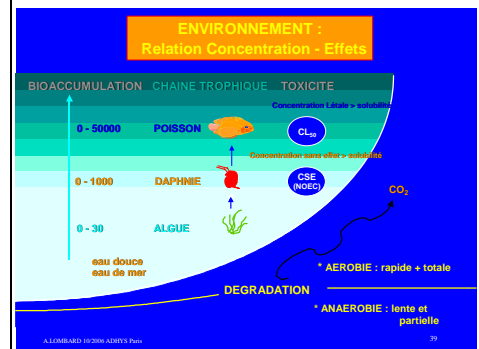 ENVIRONNEMENT :
Relation Concentration - Effets
BIOACCUMULATION CHAINE TROPHIQUE TOXICITE
Concentration Létale > solubilité
0 - 50000 POISSON CL50
Concentration sans effet > solubilité
0 - 1000 DAPHNIE CSE
(NOEC)
CO2
0 - 30 ALGUE
eau douce
eau de mer
* AEROBIE : rapide + totale
DEGRADATION
* ANAEROBIE : lente et
partielle
A.LOMBARD 10/2006 ADHYS Paris 39